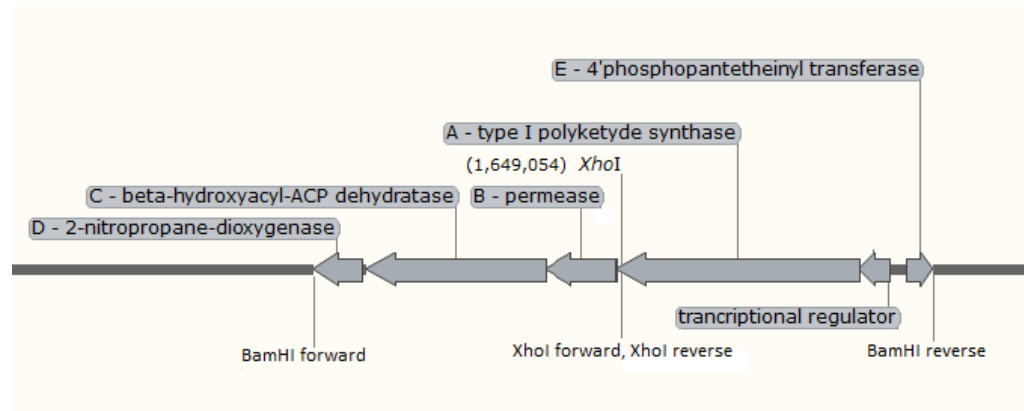 E - 4'phosphopantetheinyl transferase
A - type I polyketyde synthase
(1,649,054) XhoI
C - beta-hydroxyacyl-ACP dehydratase
B - permease
D - 2-nitropropane-dioxygenase
trancriptional regulator
BamHI forward
XhoI forward, XhoI reverse
BamHI reverse